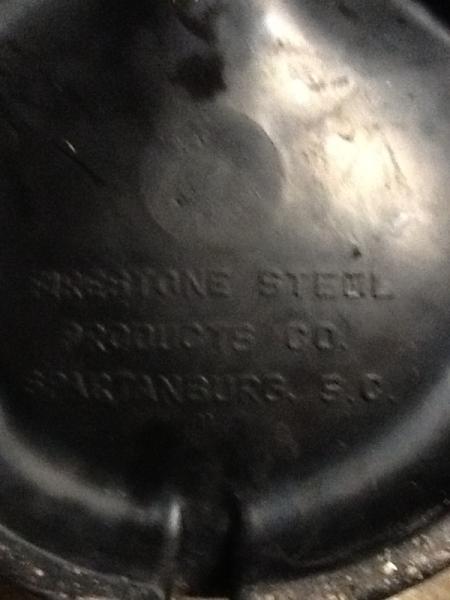 FIRESTONE STEEL
PRODUCTS CO.
SPARTANBURG, S.C.